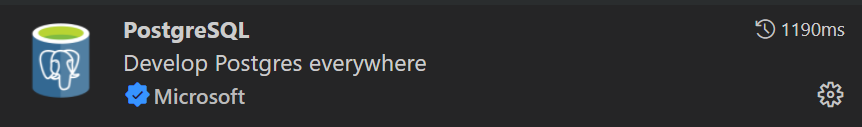 PostgreSQL
1190ms
Develop Postgres everywhere
Microsoft